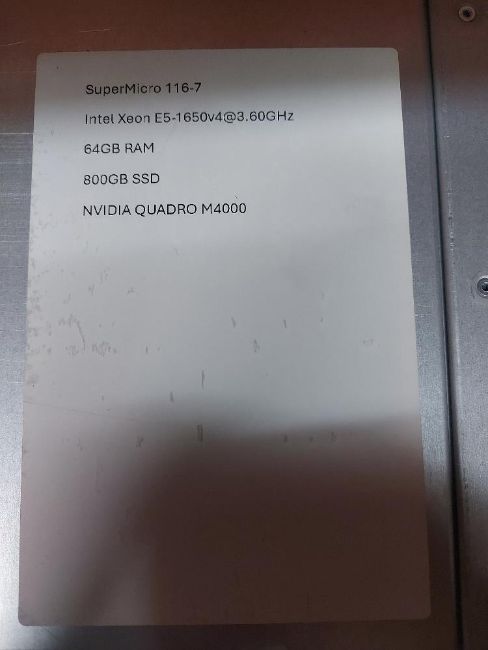 SuperMicro 116-7
Intel Xeon E5-1650v4@3.60GHz
64GB RAM
800GB SSD
NVIDIA QUADRO M4000